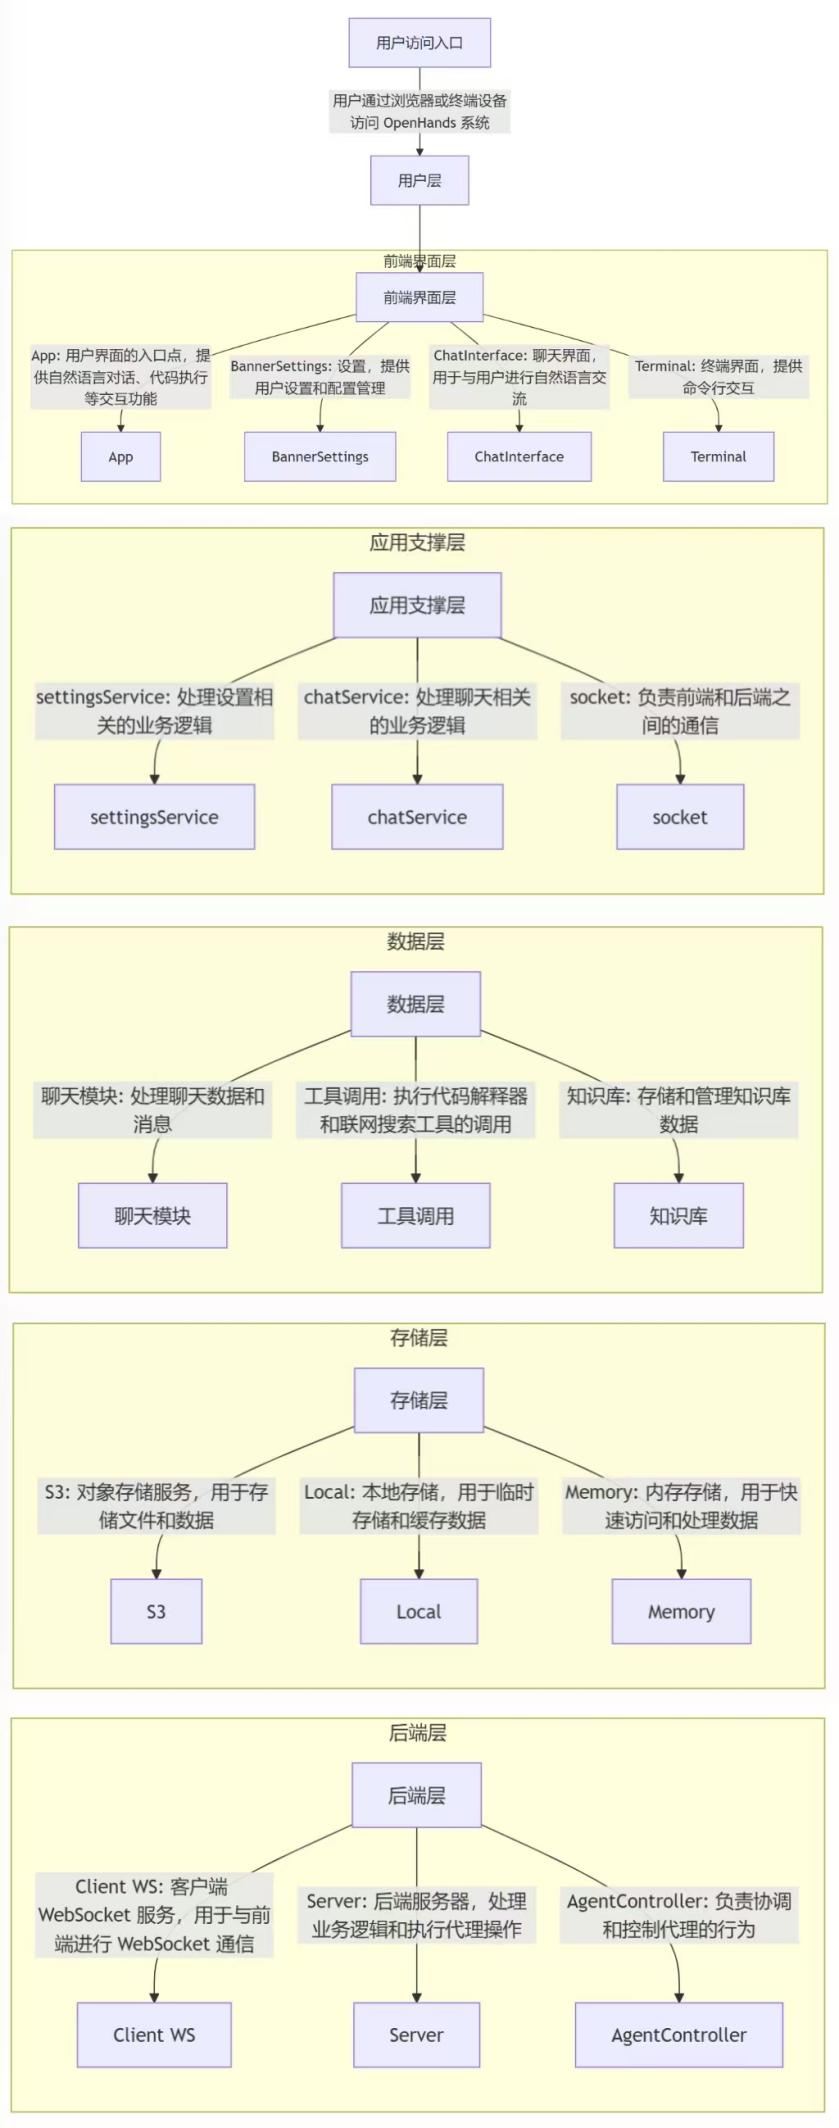 用户访问入口
用户通过浏览器或终端设备
访问 OpenHands 系统
用户层
前端界面层
前端界面层
App: 用户界面的入口点，提
供自然语言对话、代码执行
等交互功能
BannerSettings: 设置，提供
用户设置和配置管理
ChatInterface: 聊天界面，
用于与用户进行自然语言交
流
Terminal: 终端界面，提供
命令行交互
App
BannerSettings
ChatInterface
Terminal
应用支撑层
应用支撑层
settingsService: 处理设置相
关的业务逻辑
chatService: 处理聊天相关
的业务逻辑
socket: 负责前端和后端之
间的通信
settingsService
chatService
socket
数据层
数据层
聊天模块: 处理聊天数据和
消息
工具调用: 执行代码解释器
和联网搜索工具的调用
知识库: 存储和管理知识库
数据
聊天模块
工具调用
知识库
存储层
存储层
S3: 对象存储服务，用于存
储文件和数据
Local: 本地存储，用于临时
存储和缓存数据
Memory: 内存存储，用于快
速访问和处理数据
S3
Local
Memory
后端层
后端层
Client WS: 客户端
WebSocket 服务，用于与前
端进行 WebSocket 通信
Server: 后端服务器，处理
业务逻辑和执行代理操作
AgentController: 负责协调
和控制代理的行为
Client WS
Server
AgentController